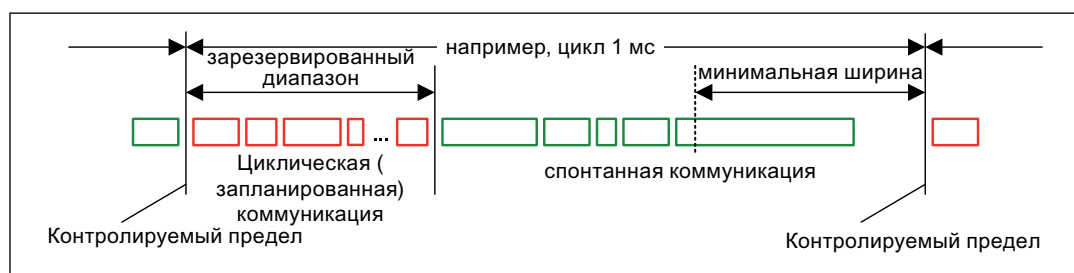 например, цикл 1 мс
зарезервированный
диапазон
минимальная ширина
...
Циклическая (
запланированная)
коммуникация
спонтанная коммуникация
Контролируемый предел
Контролируемый предел